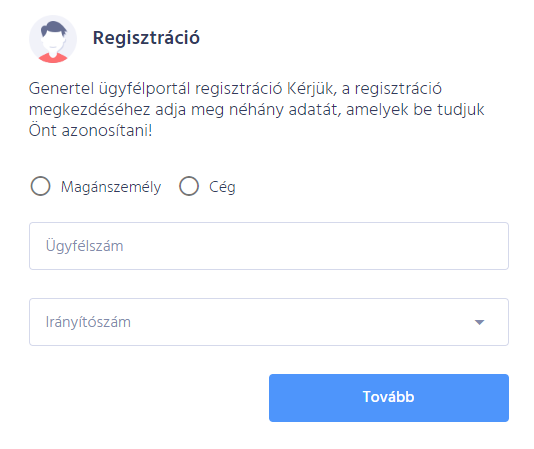 Regisztráció
Genertel ügyfélportál regisztráció Kérjük, a regisztráció
megkezdéséhez adja meg néhány adatát, amelyek be tudjuk
Önt azonosítani!
Magánszemély Cég
Ügyfélszám
Irányítószám
Tovább